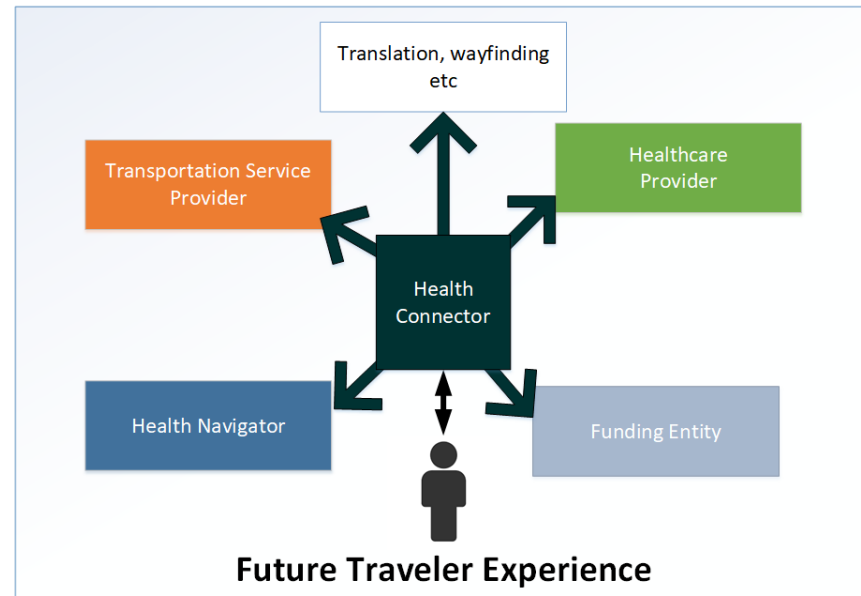 Translation, wayfinding
etc
Transportation Service
Provider
Healthcare
Provider
Health
Connector
Health Navigator
Funding Entity
Future Traveler Experience